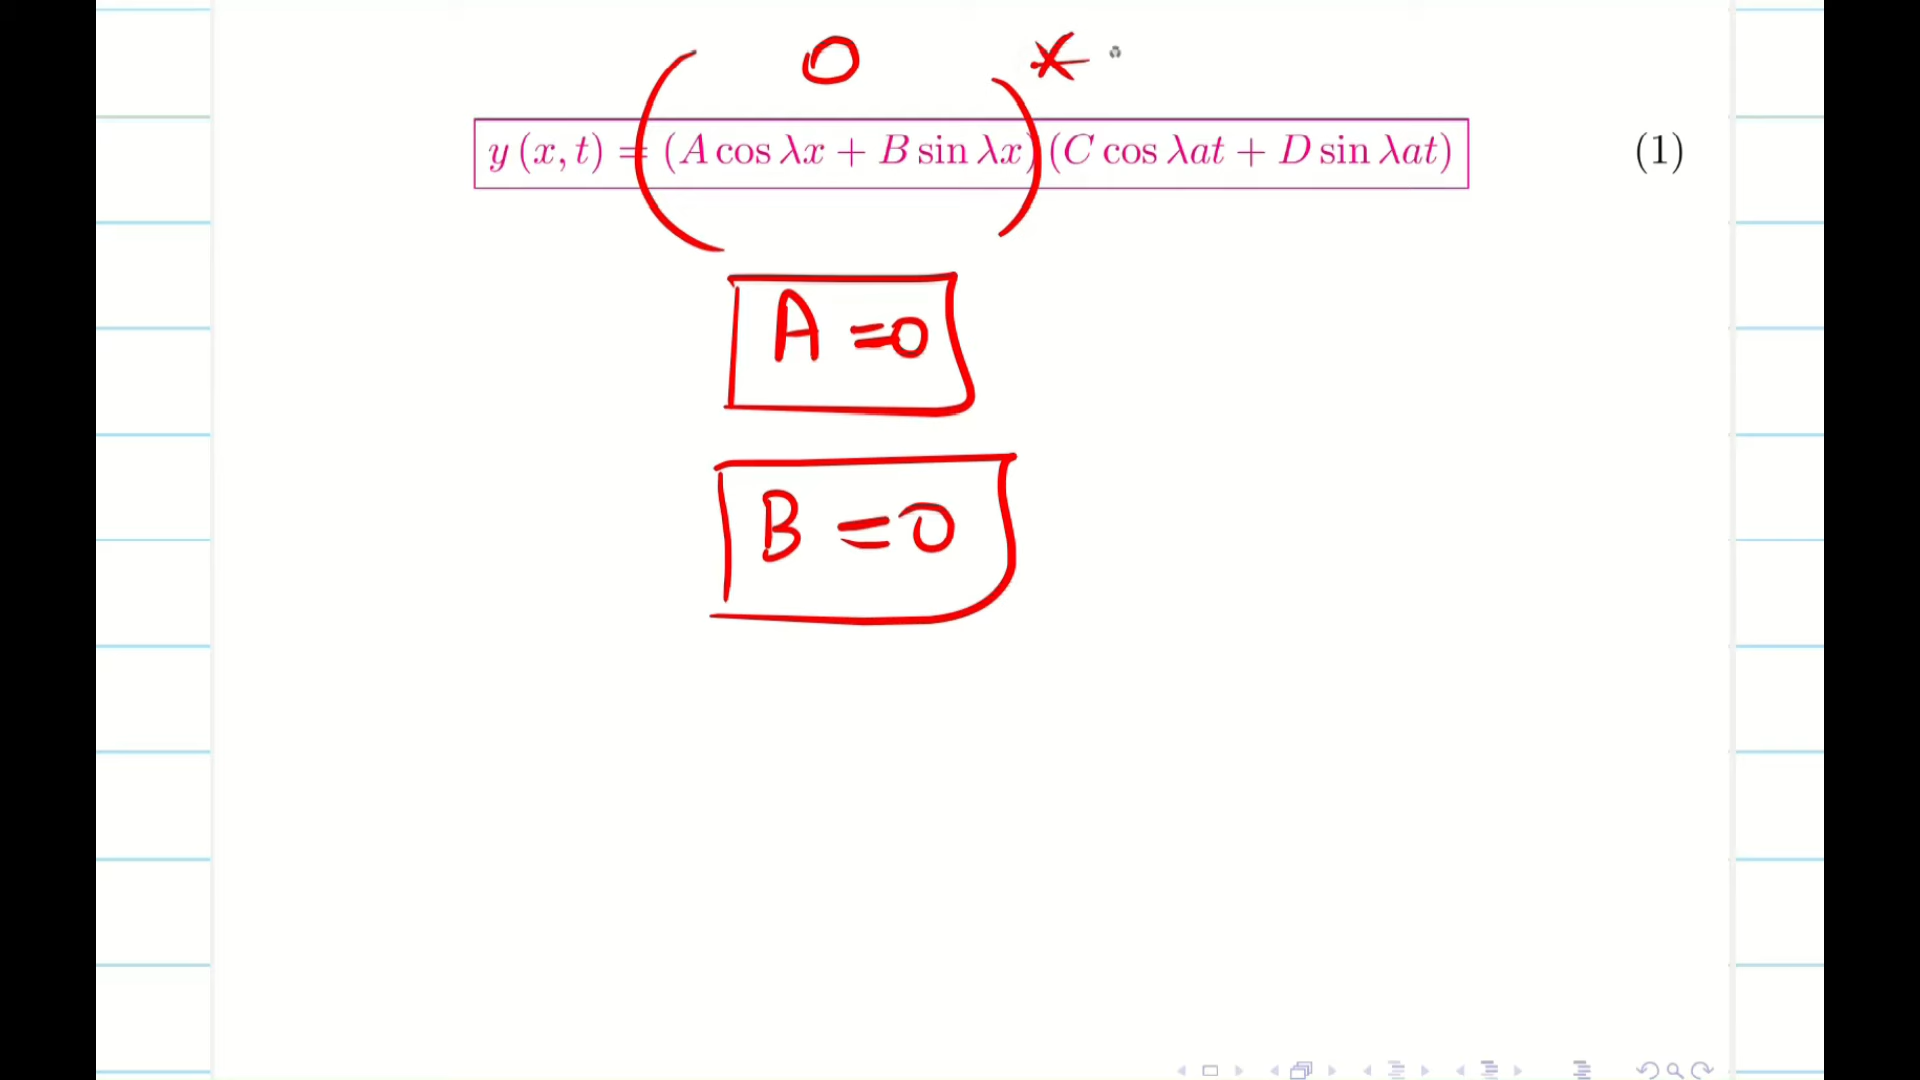 0 *
y (x, t) = (A cos λx + B sin λx) (C cos λat + D sin λat) (1)
A = 0
B = 0